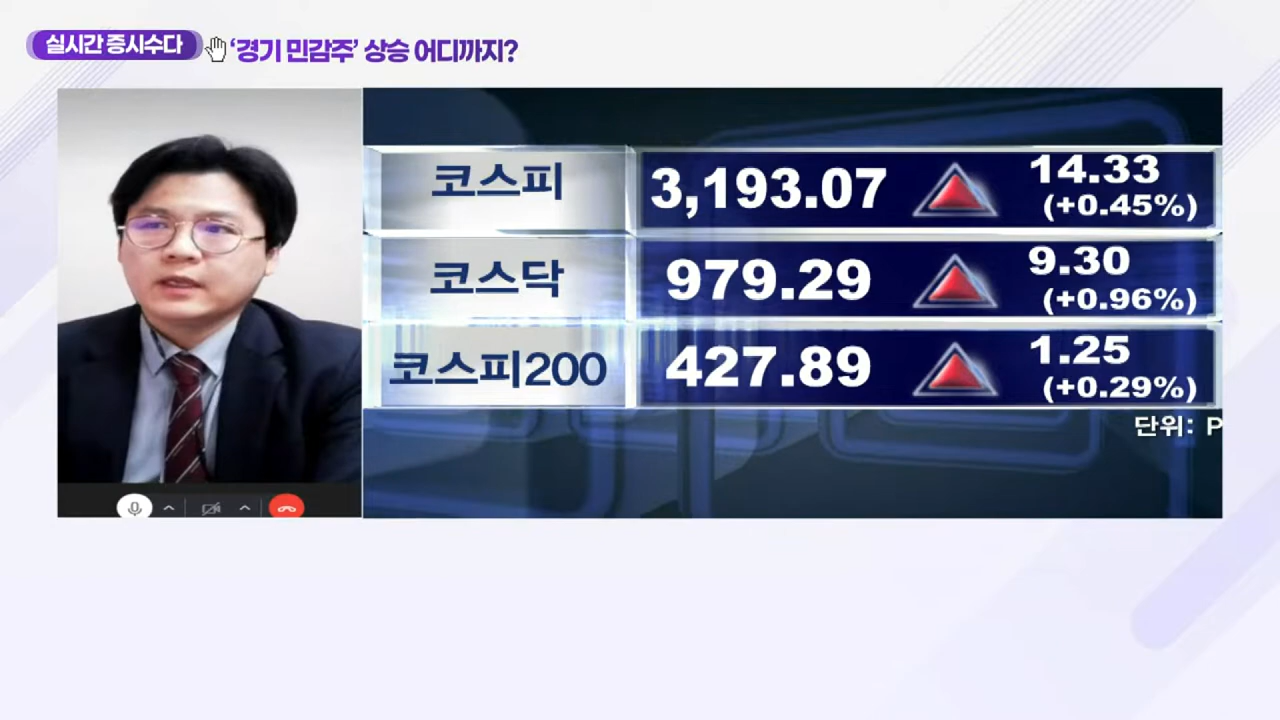 실시간 증시수다
‘경기 민감주’ 상승 어디까지?
코스피 3,193.07 14.33 (+0.45%)
코스닥 979.29 9.30 (+0.96%)
코스피200 427.89 1.25 (+0.29%)
단위: P